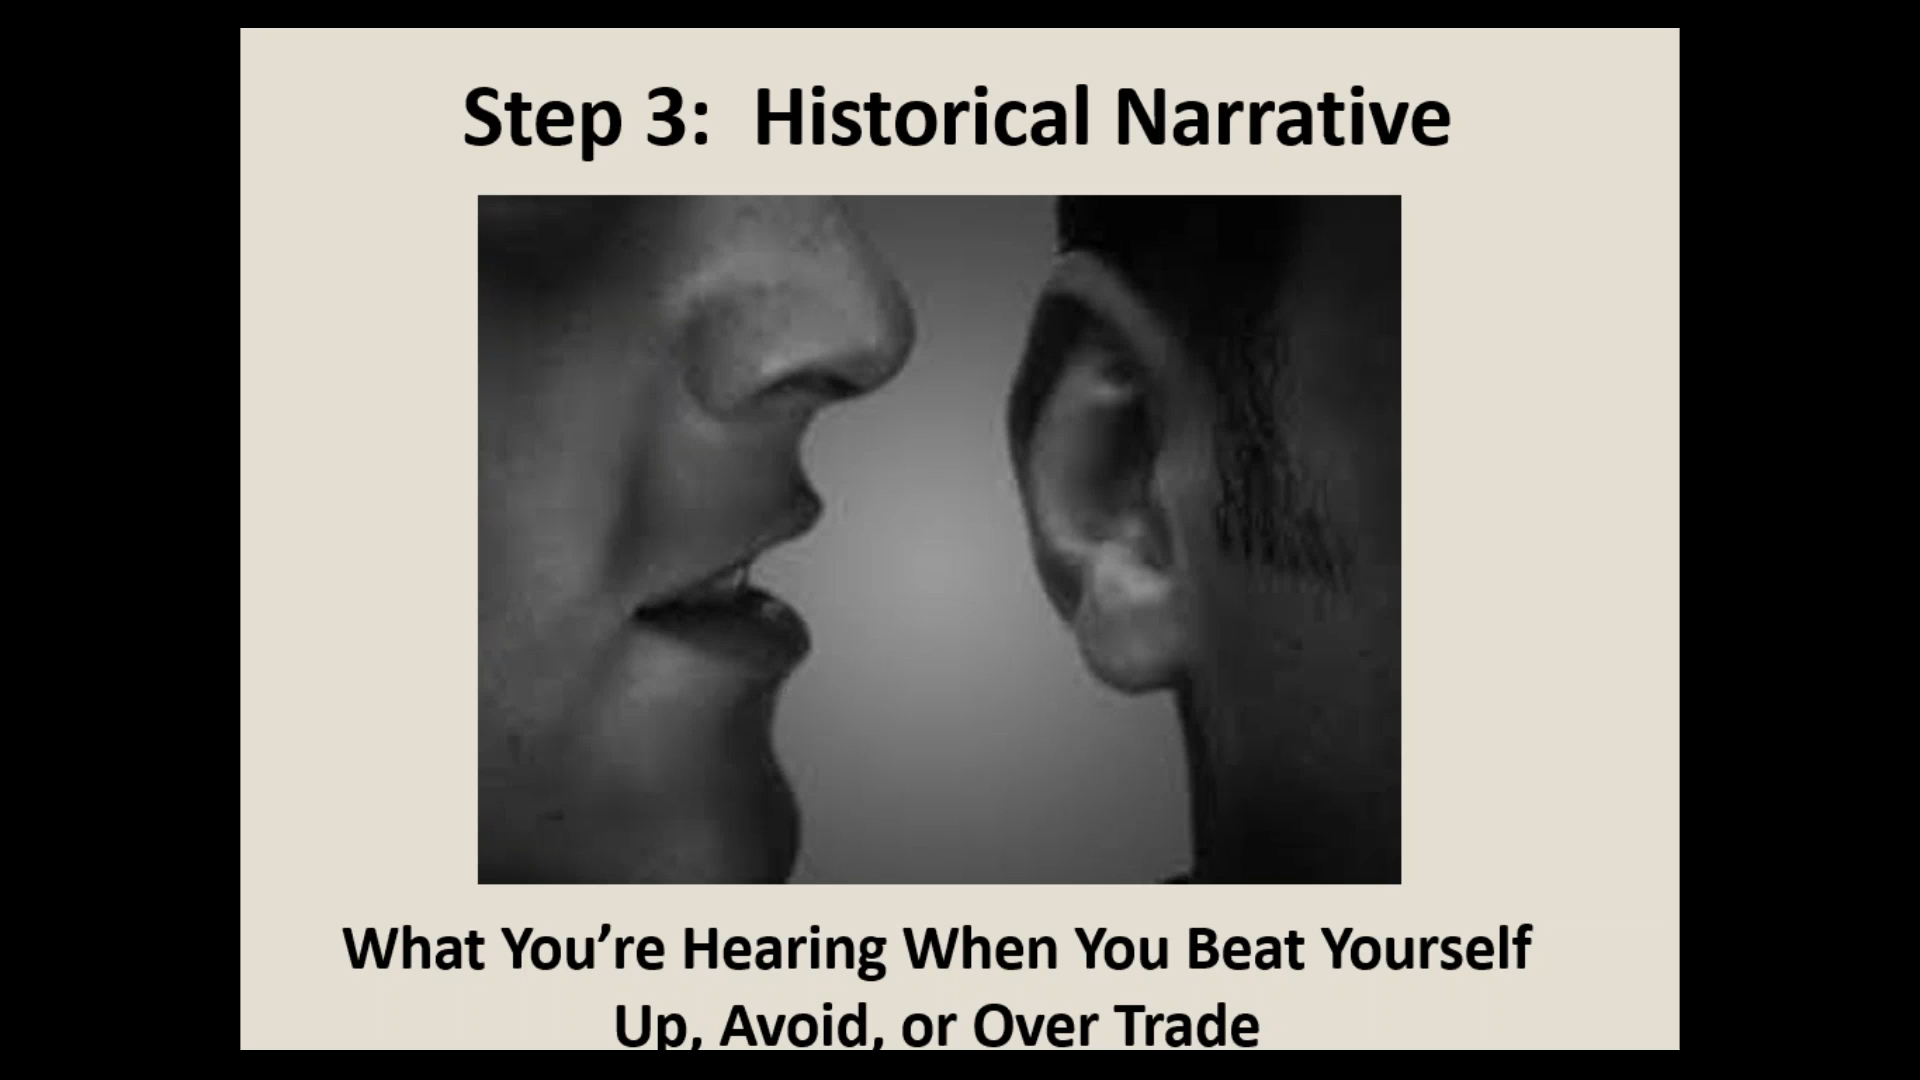 Step 3:  Historical Narrative
What You’re Hearing When You Beat Yourself
Up, Avoid, or Over Trade